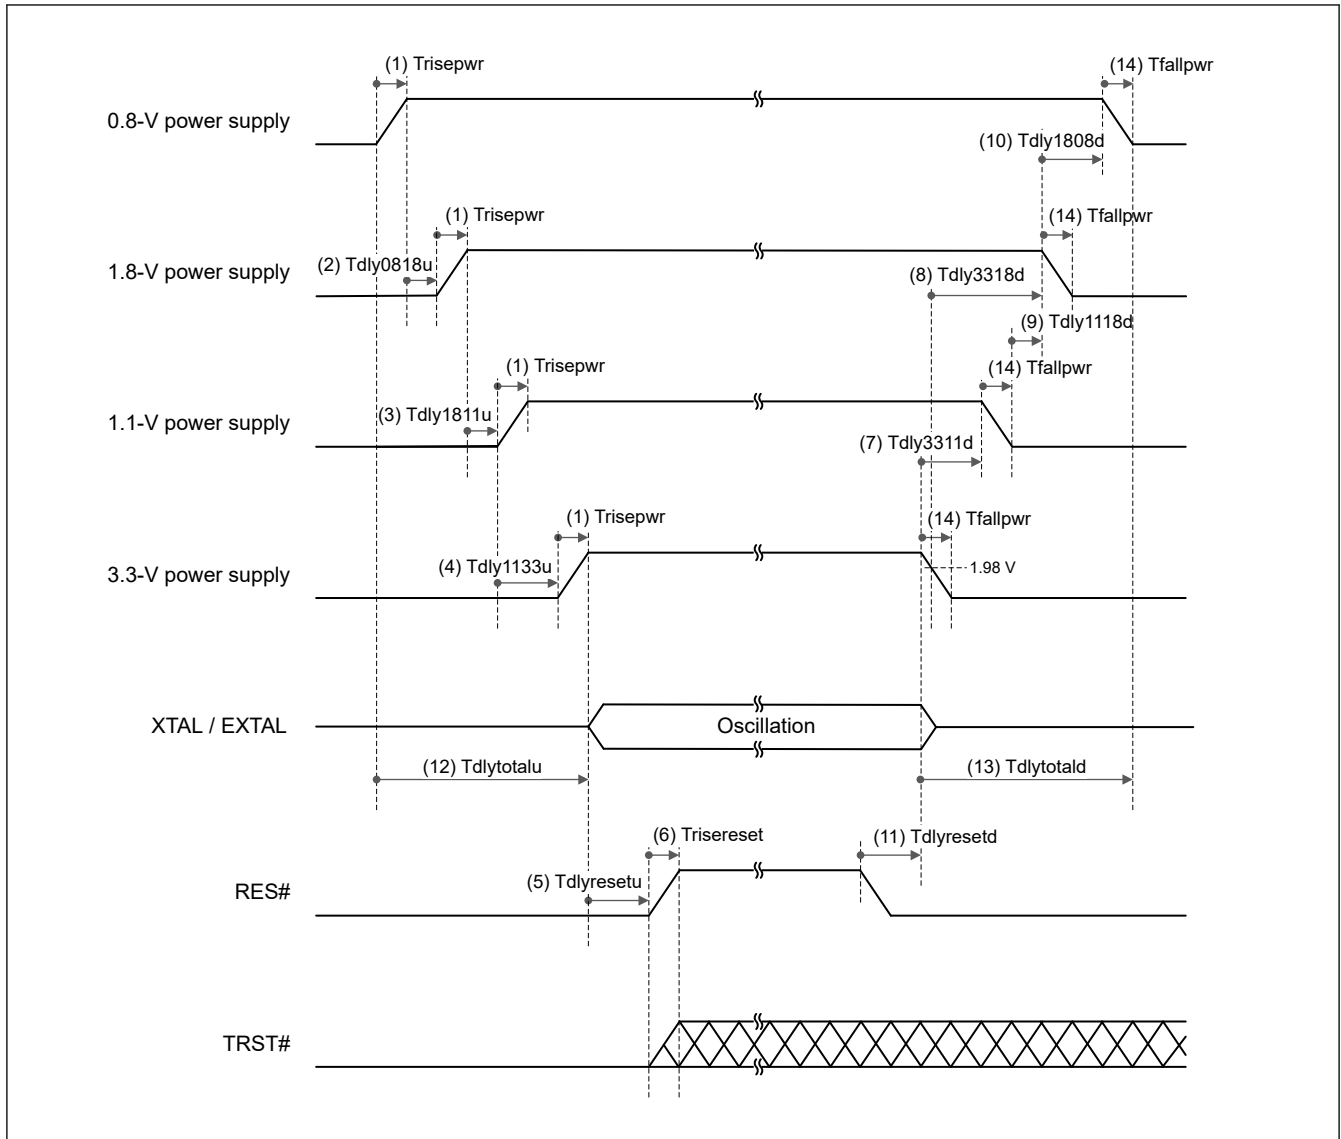 (1) Trisepwr
(14) Tfallpwr
0.8-V power supply
(10) Tdly1808d
(1) Trisepwr
(14) Tfallpwr
1.8-V power supply
(2) Tdly0818u
(8) Tdly3318d
(9) Tdly1118d
(1) Trisepwr
(14) Tfallpwr
1.1-V power supply
(3) Tdly1811u
(7) Tdly3311d
(1) Trisepwr
(14) Tfallpwr
3.3-V power supply
(4) Tdly1133u
1.98 V
XTAL / EXTAL
Oscillation
(12) Tdlytotalu
(13) Tdlytotald
(6) Trisereset
(11) Tdlyresetd
RES#
(5) Tdlyresetu
TRST#